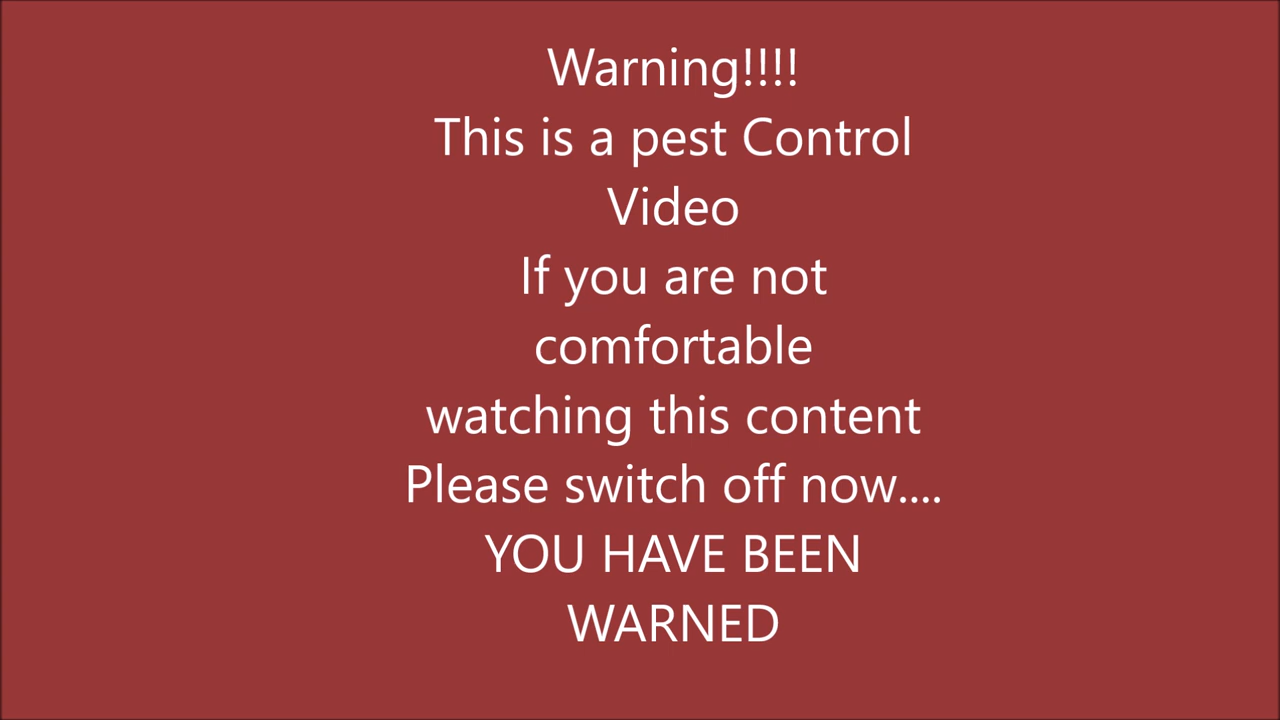 Warning!!!!
This is a pest Control
Video
If you are not
comfortable
watching this content
Please switch off now....
YOU HAVE BEEN
WARNED